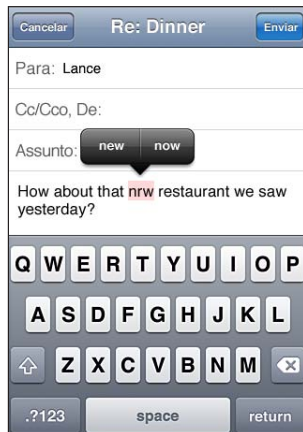 Cancelar Re: Dinner Enviar
Para: Lance
Cc/Cco, De:
Assunto:
new now
How about that nrw restaurant we saw
yesterday?
Q W E R T Y U I O P
A S D F G H J K L
Z X C V B N M
.?123 space return